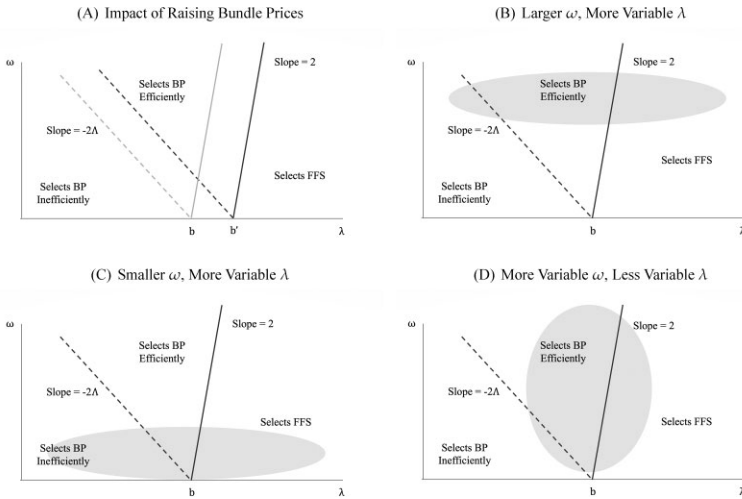 (A) Impact of Raising Bundle Prices
ω
Slope = 2
Selects BP
Efficiently
Slope = -2Λ
Selects FFS
Selects BP
Inefficiently
b
b'
λ
(B) Larger ω, More Variable λ
ω
Slope = 2
Selects BP
Efficiently
Slope = -2Λ
Selects FFS
Selects BP
Inefficiently
b
λ
(C) Smaller ω, More Variable λ
ω
Slope = 2
Selects BP
Efficiently
Slope = -2Λ
Selects FFS
Selects BP
Inefficiently
b
λ
(D) More Variable ω, Less Variable λ
ω
Slope = 2
Selects BP
Efficiently
Slope = -2Λ
Selects FFS
Selects BP
Inefficiently
b
λ